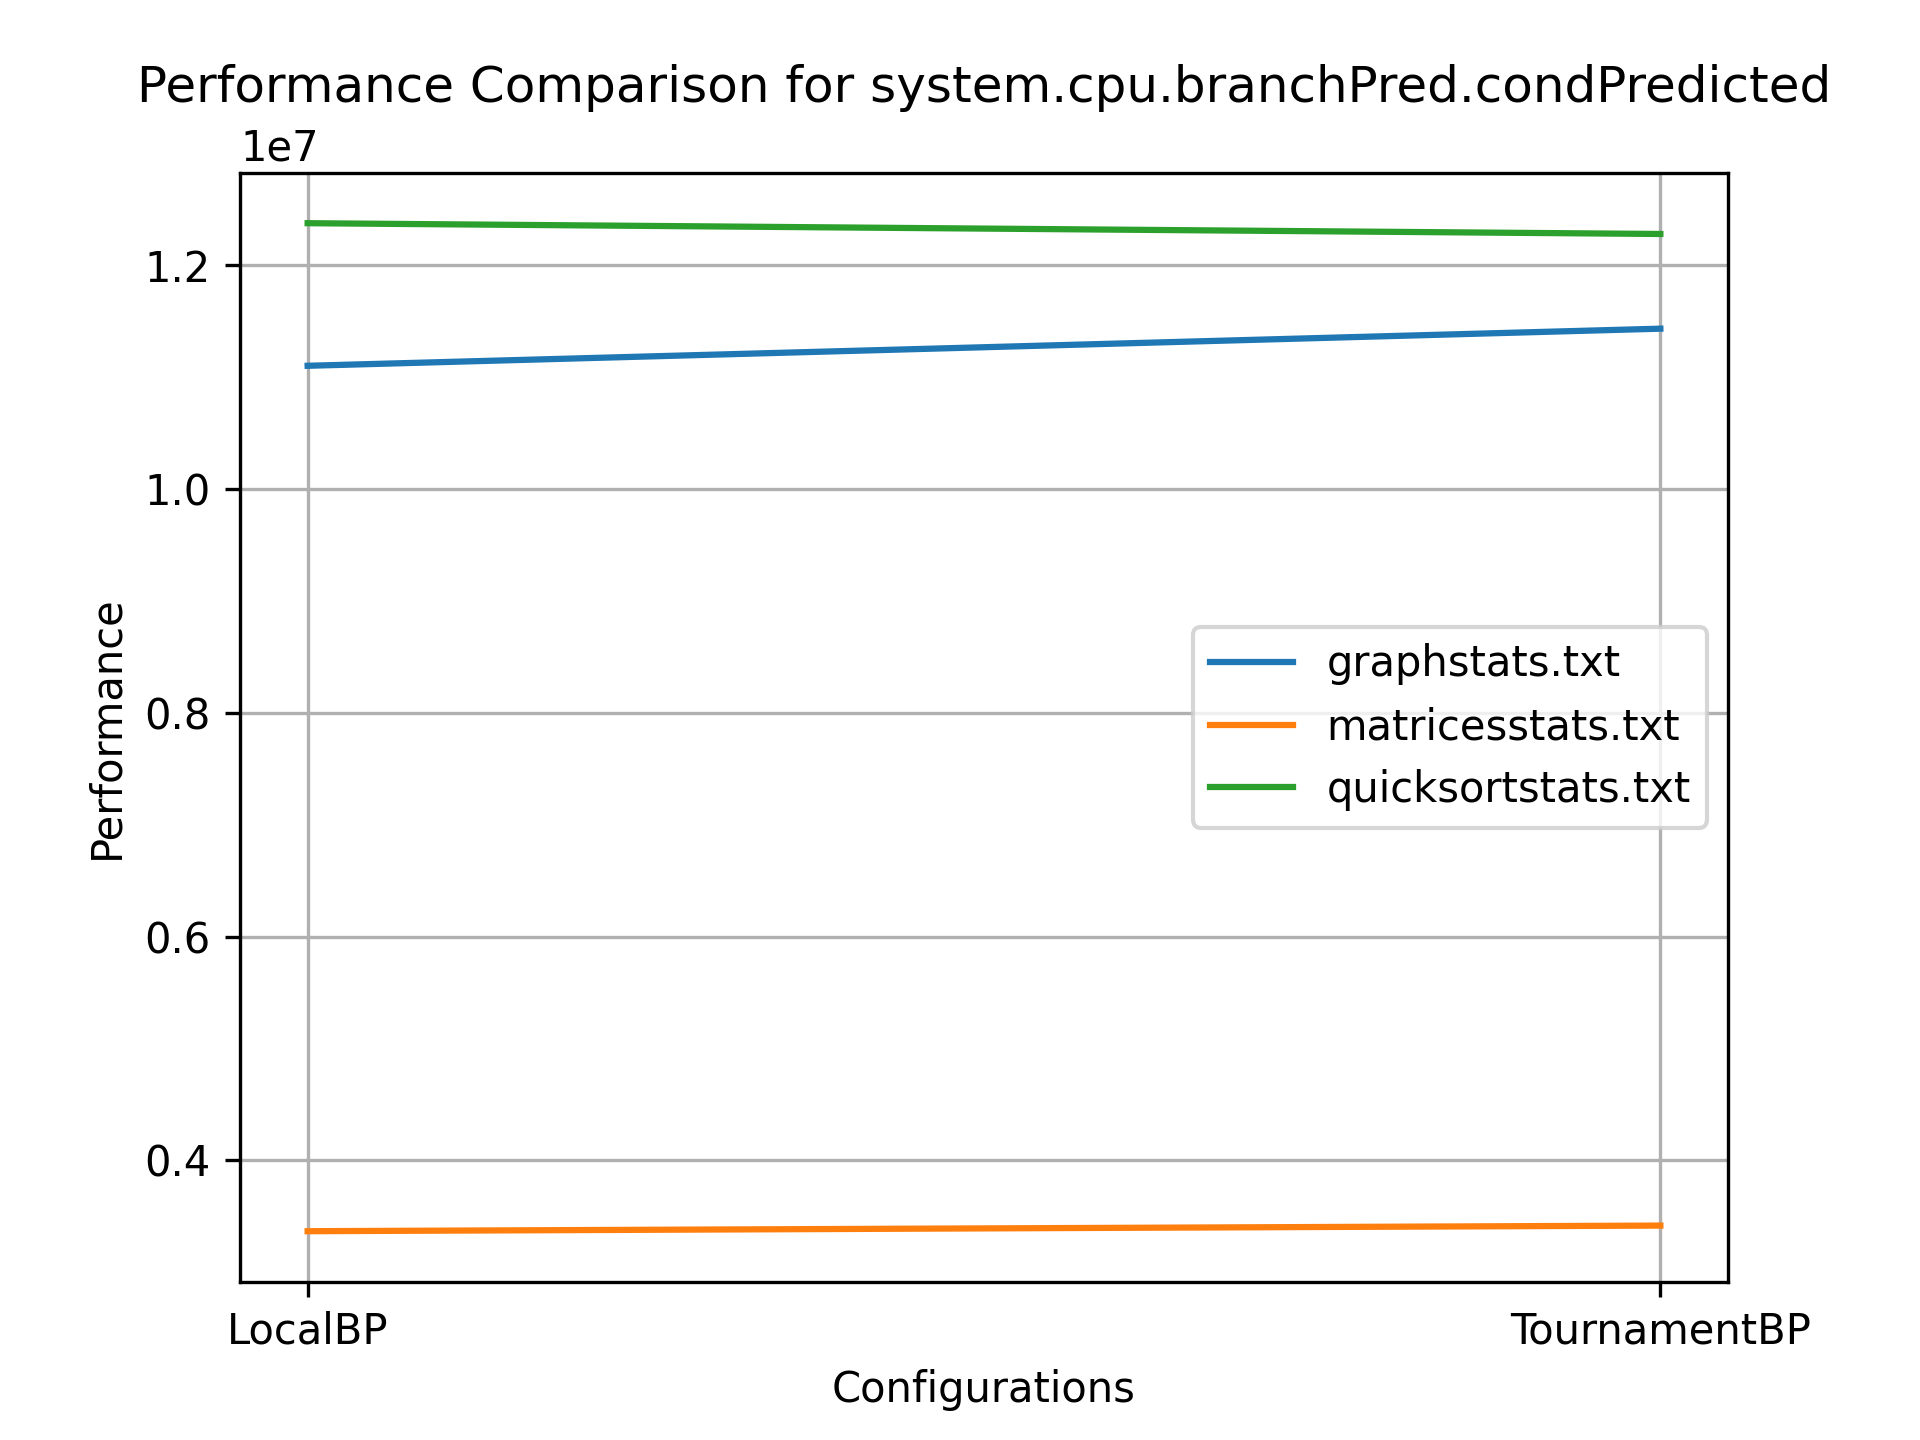 Performance Comparison for system.cpu.branchPred.condPredicted
1e7
1.2
1.0
0.8
0.6
0.4
Performance
graphstats.txt
matricesstats.txt
quicksortstats.txt
LocalBP
TournamentBP
Configurations